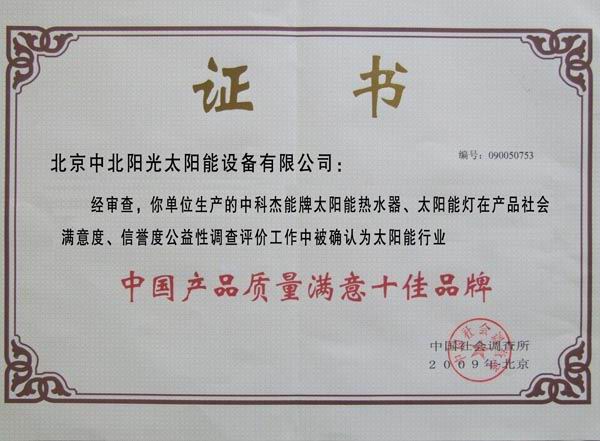 证 书
编号：090050753
北京中北阳光太阳能设备有限公司：
经审查，你单位生产的中科杰能牌太阳能热水器、太阳能灯在产品社会
满意度、信誉度公益性调查评价工作中被确认为太阳能行业
中国产品质量满意十佳品牌
中国社会调查所
2009年·北京